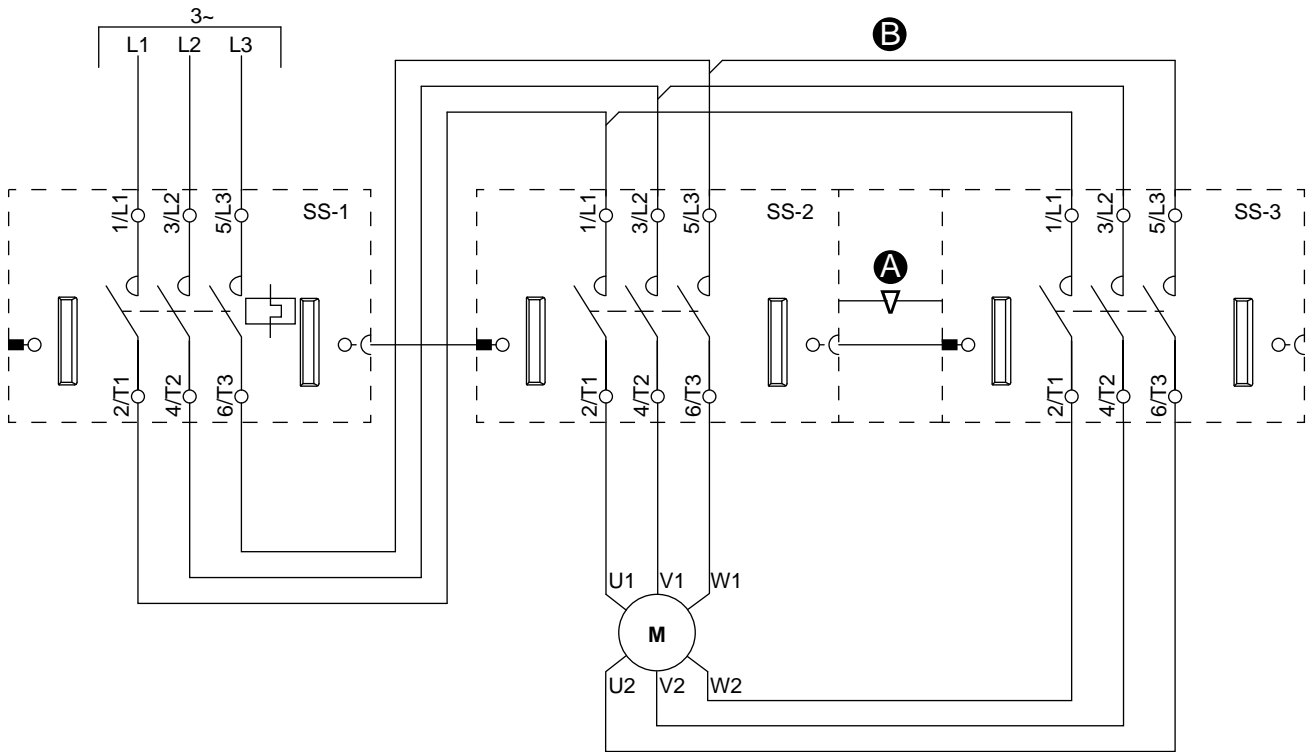 3~
L1 L2 L3
B
1/L1 3/L2 5/L3 SS-1
1/L1 3/L2 5/L3 SS-2
1/L1 3/L2 5/L3 SS-3
A
2/T1 4/T2 6/T3
2/T1 4/T2 6/T3
2/T1 4/T2 6/T3
U1 V1 W1
M
U2 V2 W2